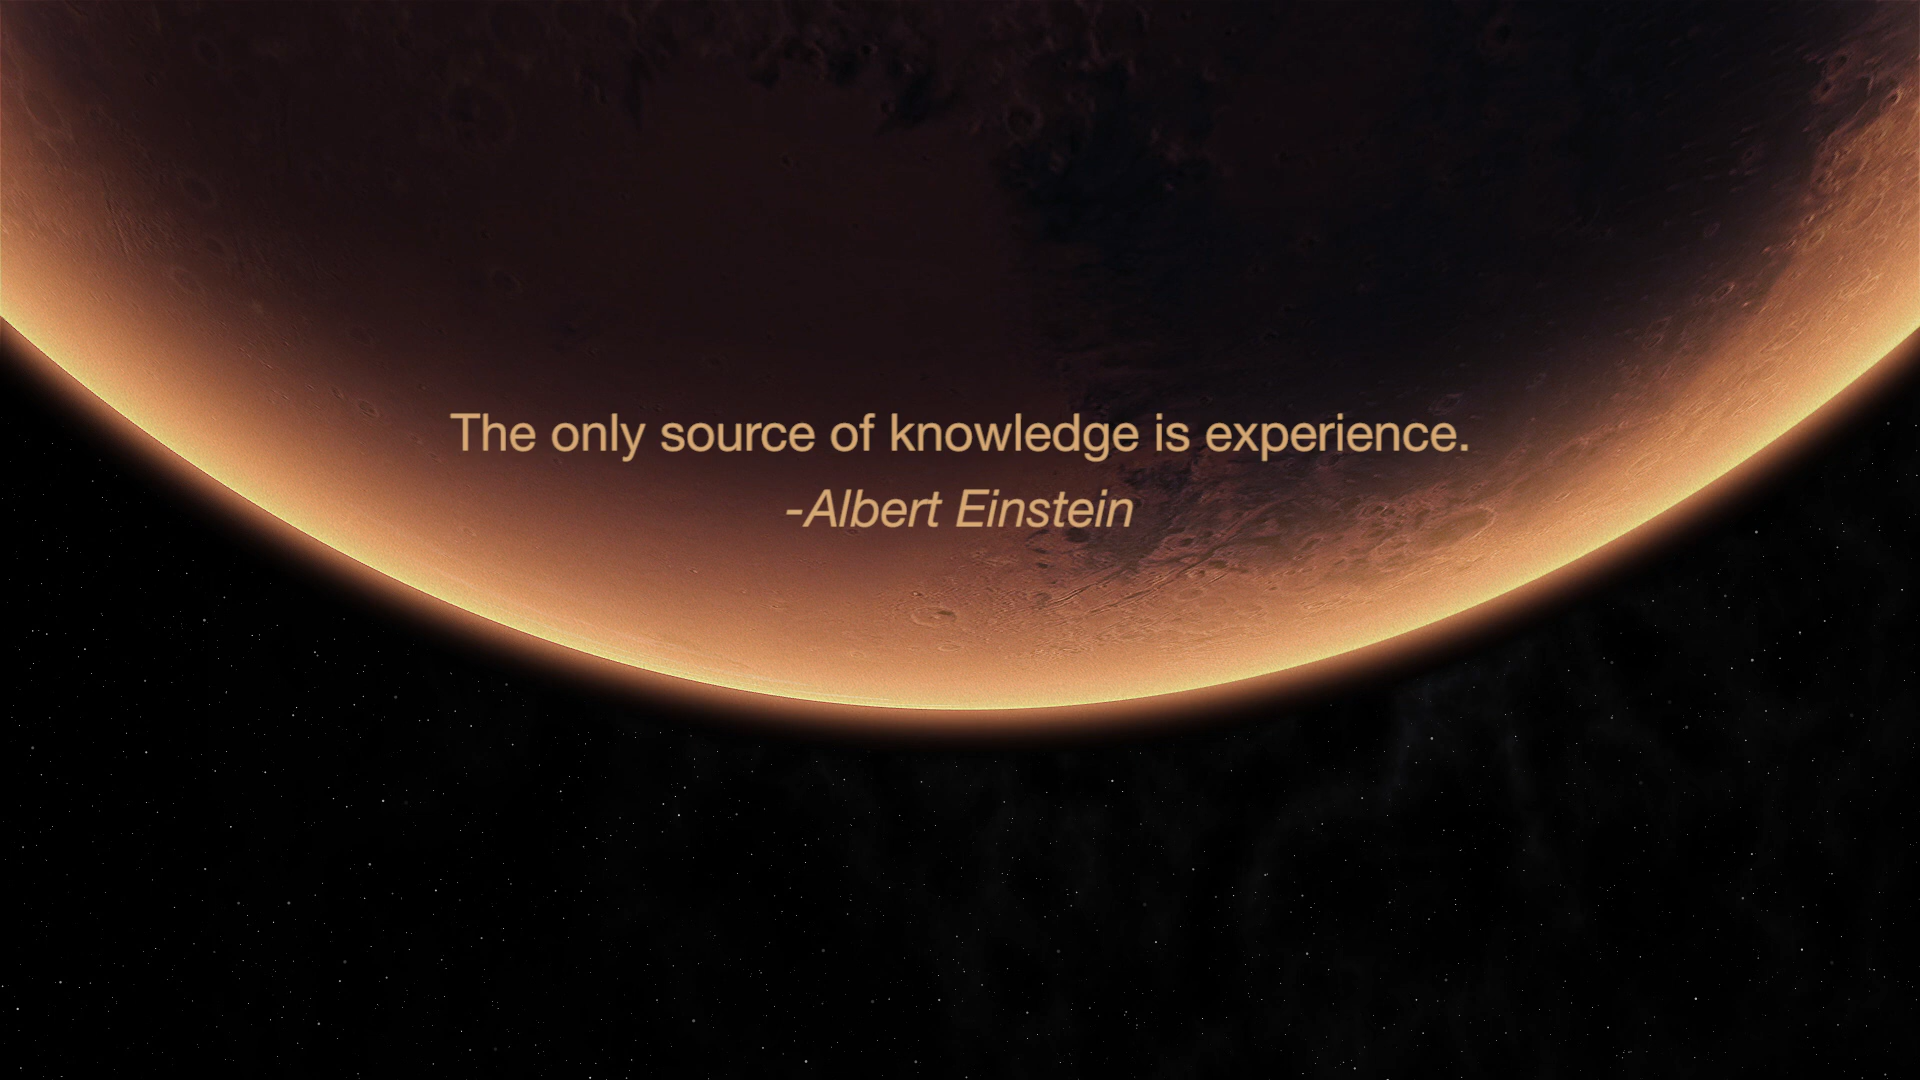 The only source of knowledge is experience.
-Albert Einstein